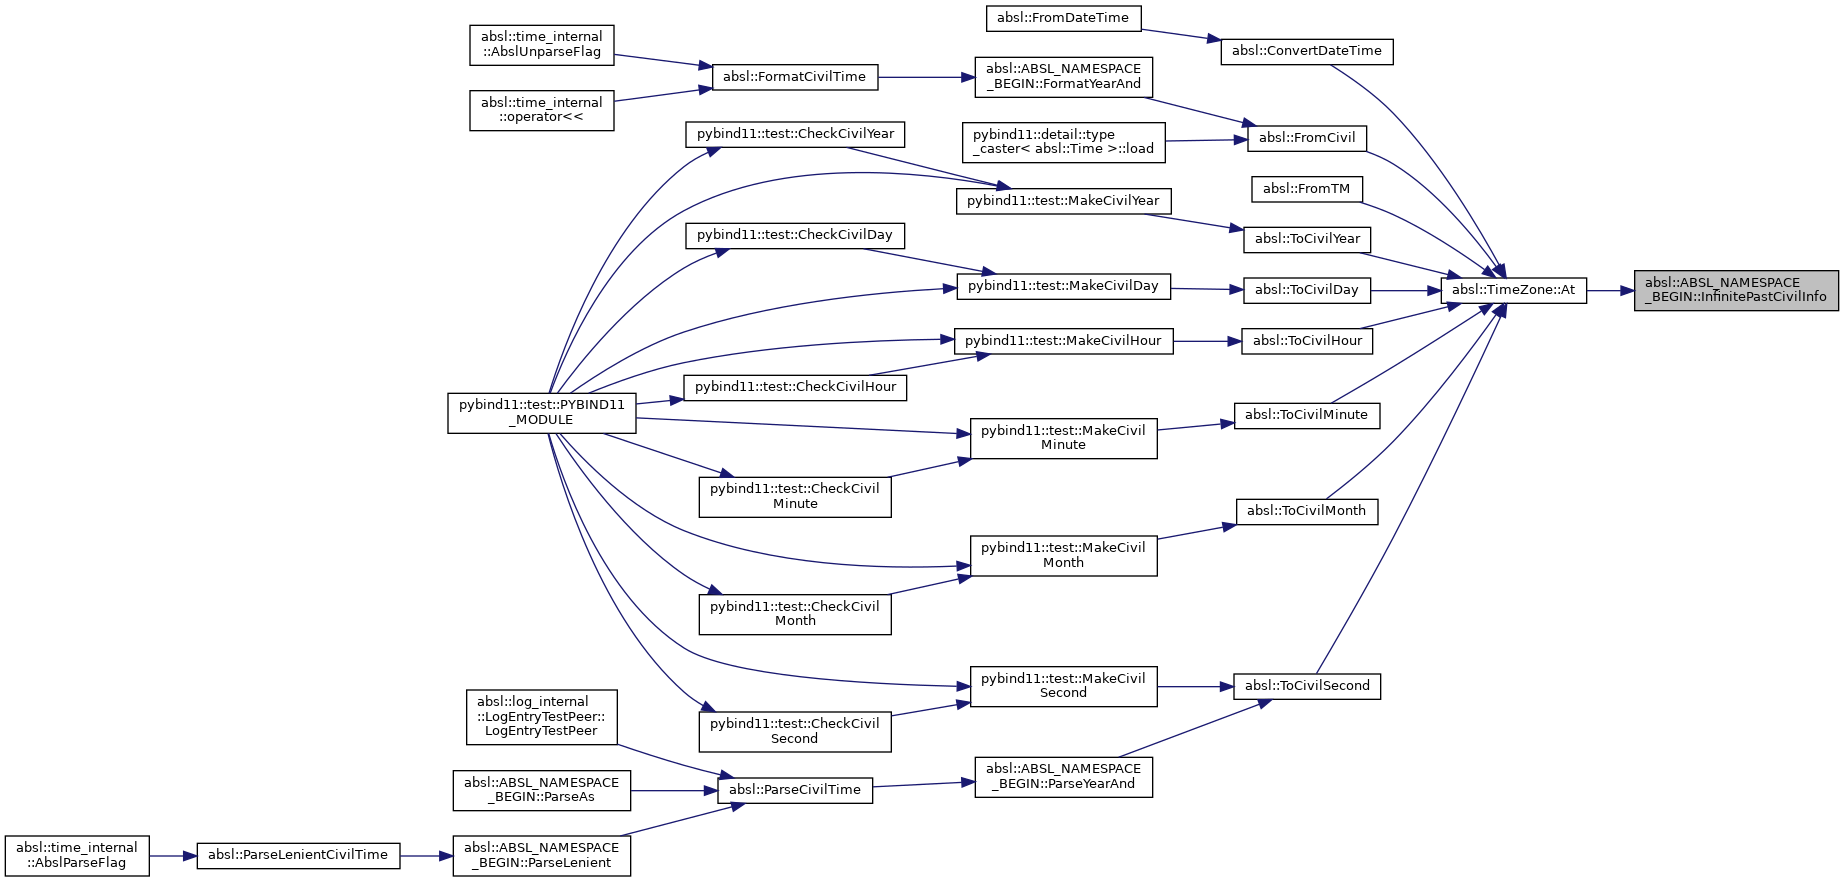 absl::FromDateTime
absl::time_internal
::AbslUnparseFlag
absl::ConvertDateTime
absl::FormatCivilTime
absl::ABSL_NAMESPACE
_BEGIN::FormatYearAnd
absl::time_internal
::operator<<
pybind11::test::CheckCivilYear
pybind11::detail::type
_caster< absl::Time >::load
absl::FromCivil
absl::FromTM
pybind11::test::MakeCivilYear
pybind11::test::CheckCivilDay
absl::ToCivilYear
pybind11::test::MakeCivilDay
absl::ToCivilDay
absl::TimeZone::At
absl::ABSL_NAMESPACE
_BEGIN::InfinitePastCivilInfo
pybind11::test::MakeCivilHour
absl::ToCivilHour
pybind11::test::CheckCivilHour
pybind11::test::PYBIND11
_MODULE
absl::ToCivilMinute
pybind11::test::MakeCivil
Minute
pybind11::test::CheckCivil
Minute
absl::ToCivilMonth
pybind11::test::MakeCivil
Month
pybind11::test::CheckCivil
Month
pybind11::test::MakeCivil
Second
absl::ToCivilSecond
absl::log_internal
::LogEntryTestPeer::
LogEntryTestPeer
pybind11::test::CheckCivil
Second
absl::ABSL_NAMESPACE
_BEGIN::ParseYearAnd
absl::ABSL_NAMESPACE
_BEGIN::ParseAs
absl::ParseCivilTime
absl::time_internal
::AbslParseFlag
absl::ParseLenientCivilTime
absl::ABSL_NAMESPACE
_BEGIN::ParseLenient